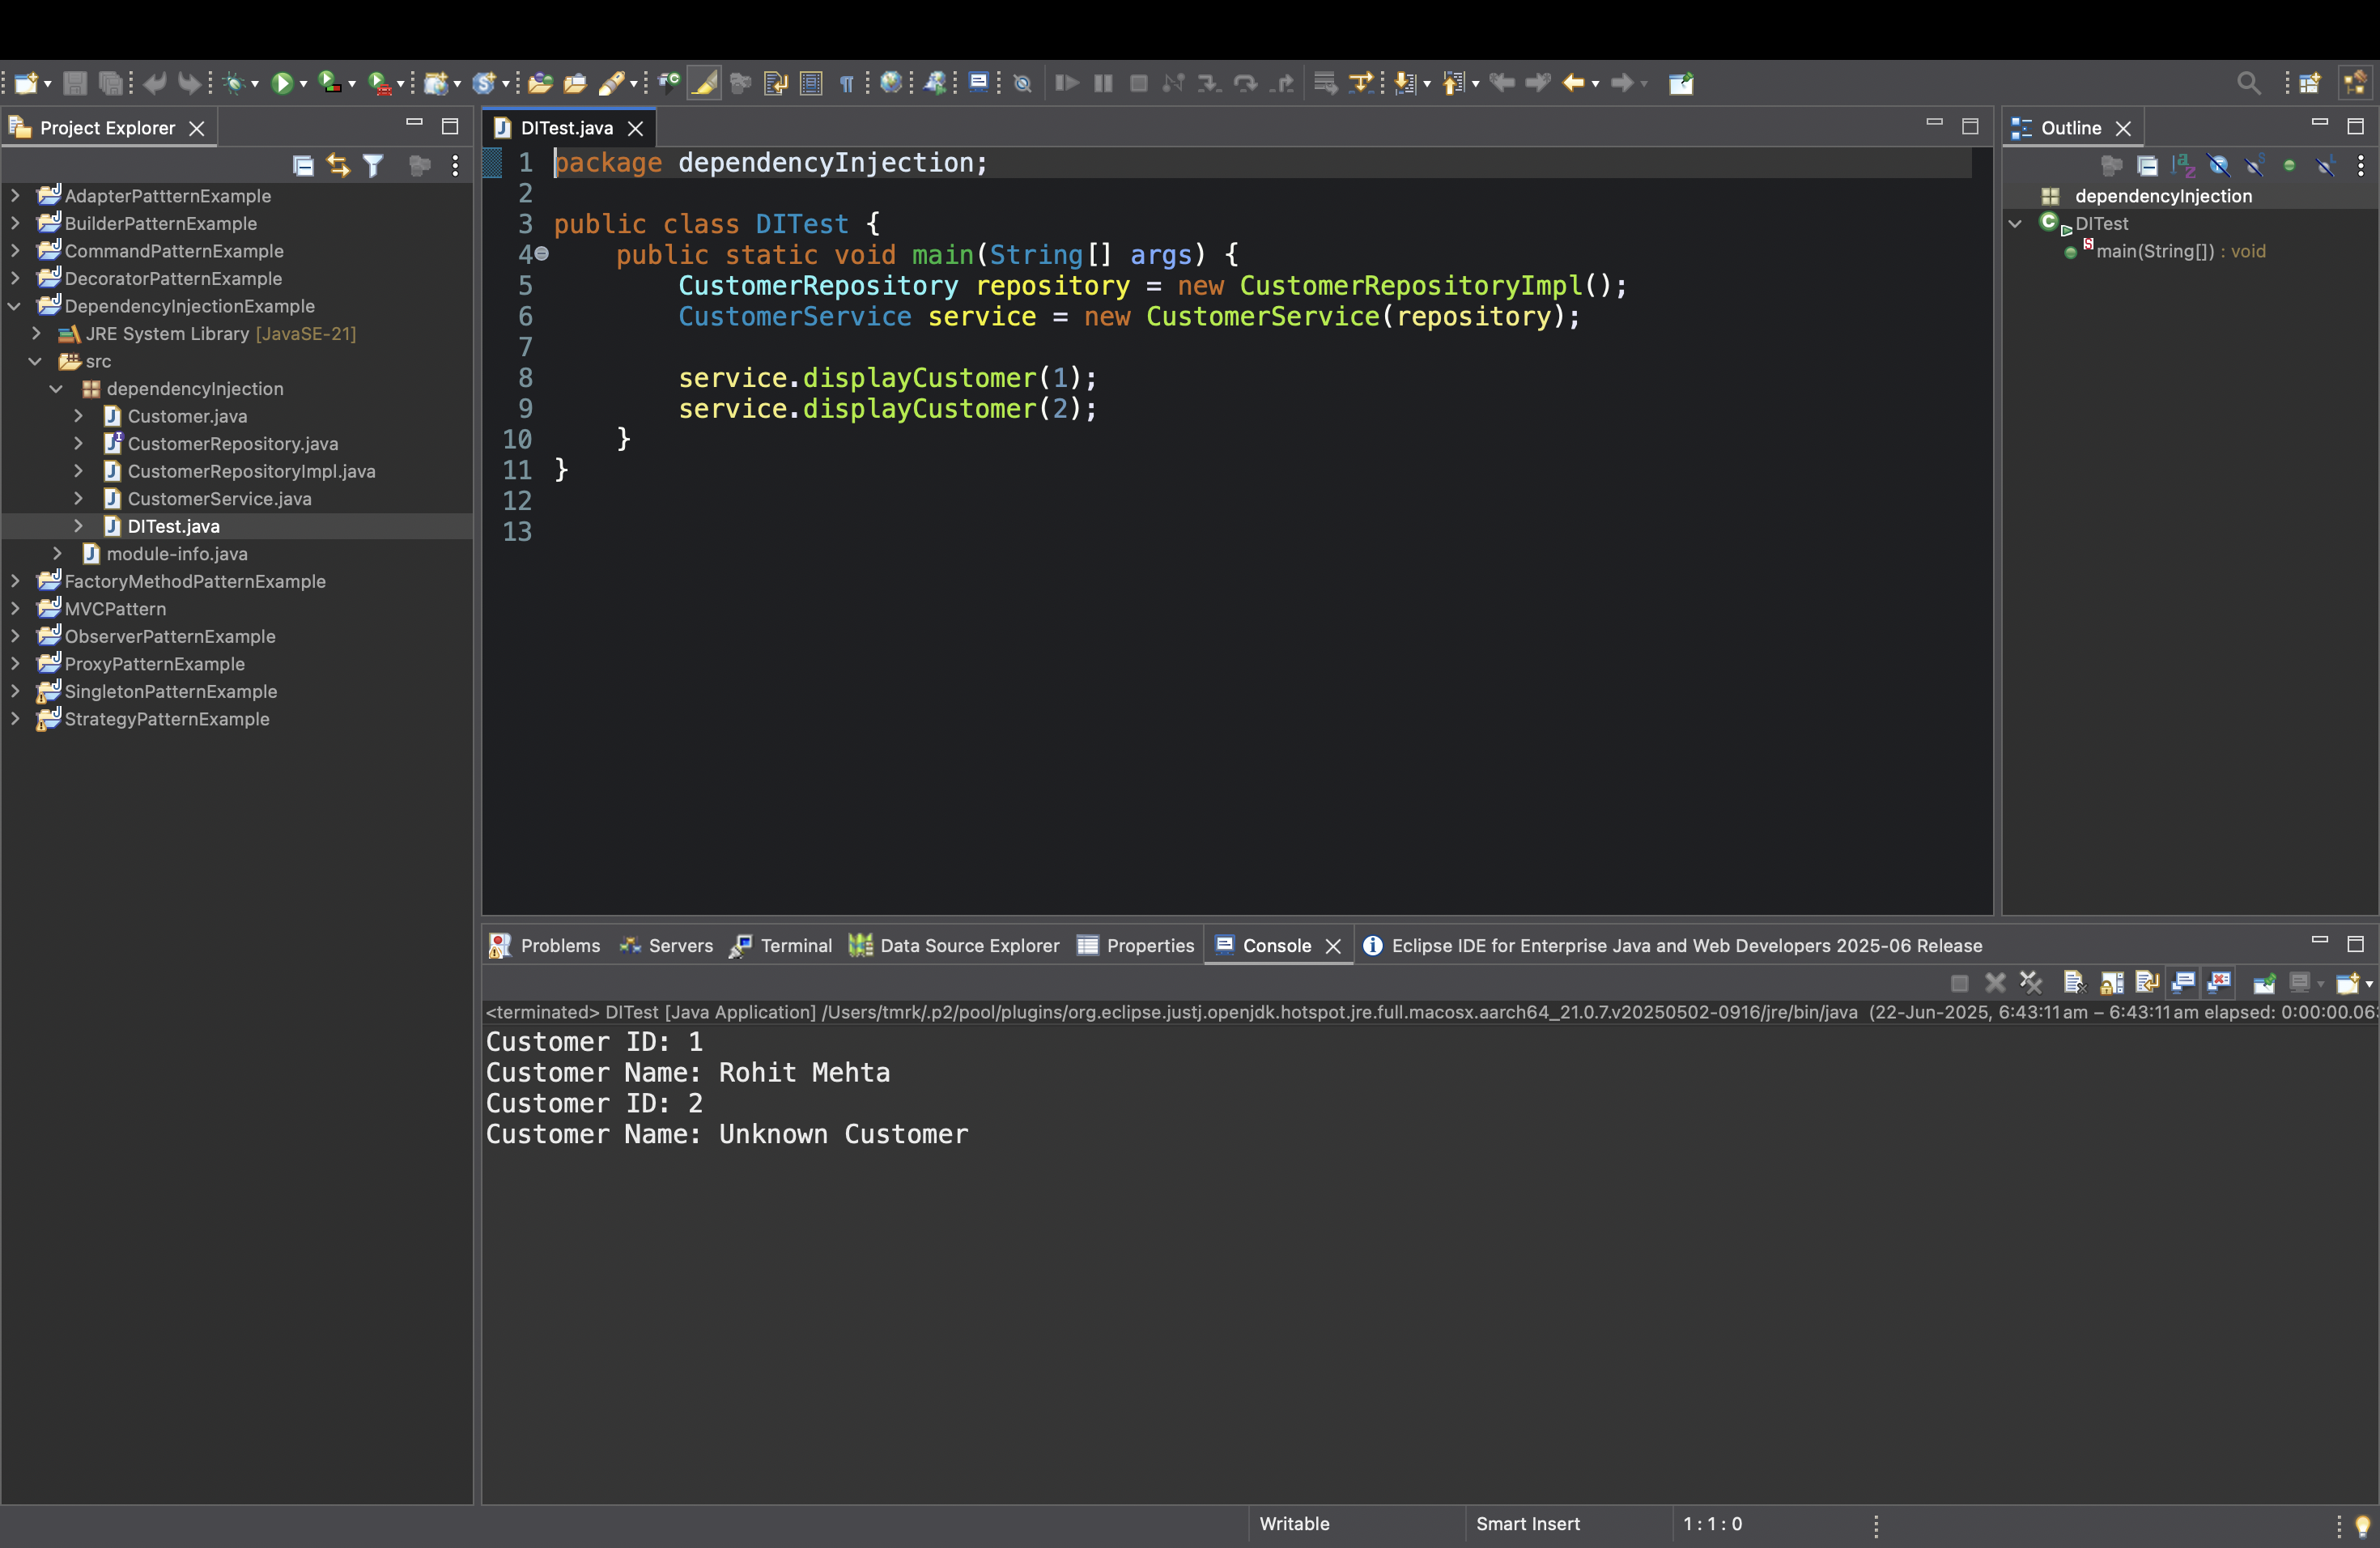 Project Explorer
AdapterPattternExample
BuilderPatternExample
CommandPatternExample
DecoratorPatternExample
DependencyInjectionExample
JRE System Library [JavaSE-21]
src
dependencyInjection
Customer.java
CustomerRepository.java
CustomerRepositoryImpl.java
CustomerService.java
DITest.java
module-info.java
FactoryMethodPatternExample
MVCPattern
ObserverPatternExample
ProxyPatternExample
SingletonPatternExample
StrategyPatternExample
DITest.java
1 package dependencyInjection;
2
3 public class DITest {
4 public static void main(String[] args) {
5 CustomerRepository repository = new CustomerRepositoryImpl();
6 CustomerService service = new CustomerService(repository);
7
8 service.displayCustomer(1);
9 service.displayCustomer(2);
10 }
11 }
12
13
Outline
dependencyInjection
DITest
main(String[]) : void
Problems Servers Terminal Data Source Explorer Properties Console Eclipse IDE for Enterprise Java and Web Developers 2025-06 Release
<terminated> DITest [Java Application] /Users/tmrk/.p2/pool/plugins/org.eclipse.justj.openjdk.hotspot.jre.full.macosx.aarch64_21.0.7.v20250502-0916/jre/bin/java (22-Jun-2025, 6:43:11 am – 6:43:11 am elapsed: 0:00:00.06
Customer ID: 1
Customer Name: Rohit Mehta
Customer ID: 2
Customer Name: Unknown Customer
Writable Smart Insert 1 : 1 : 0